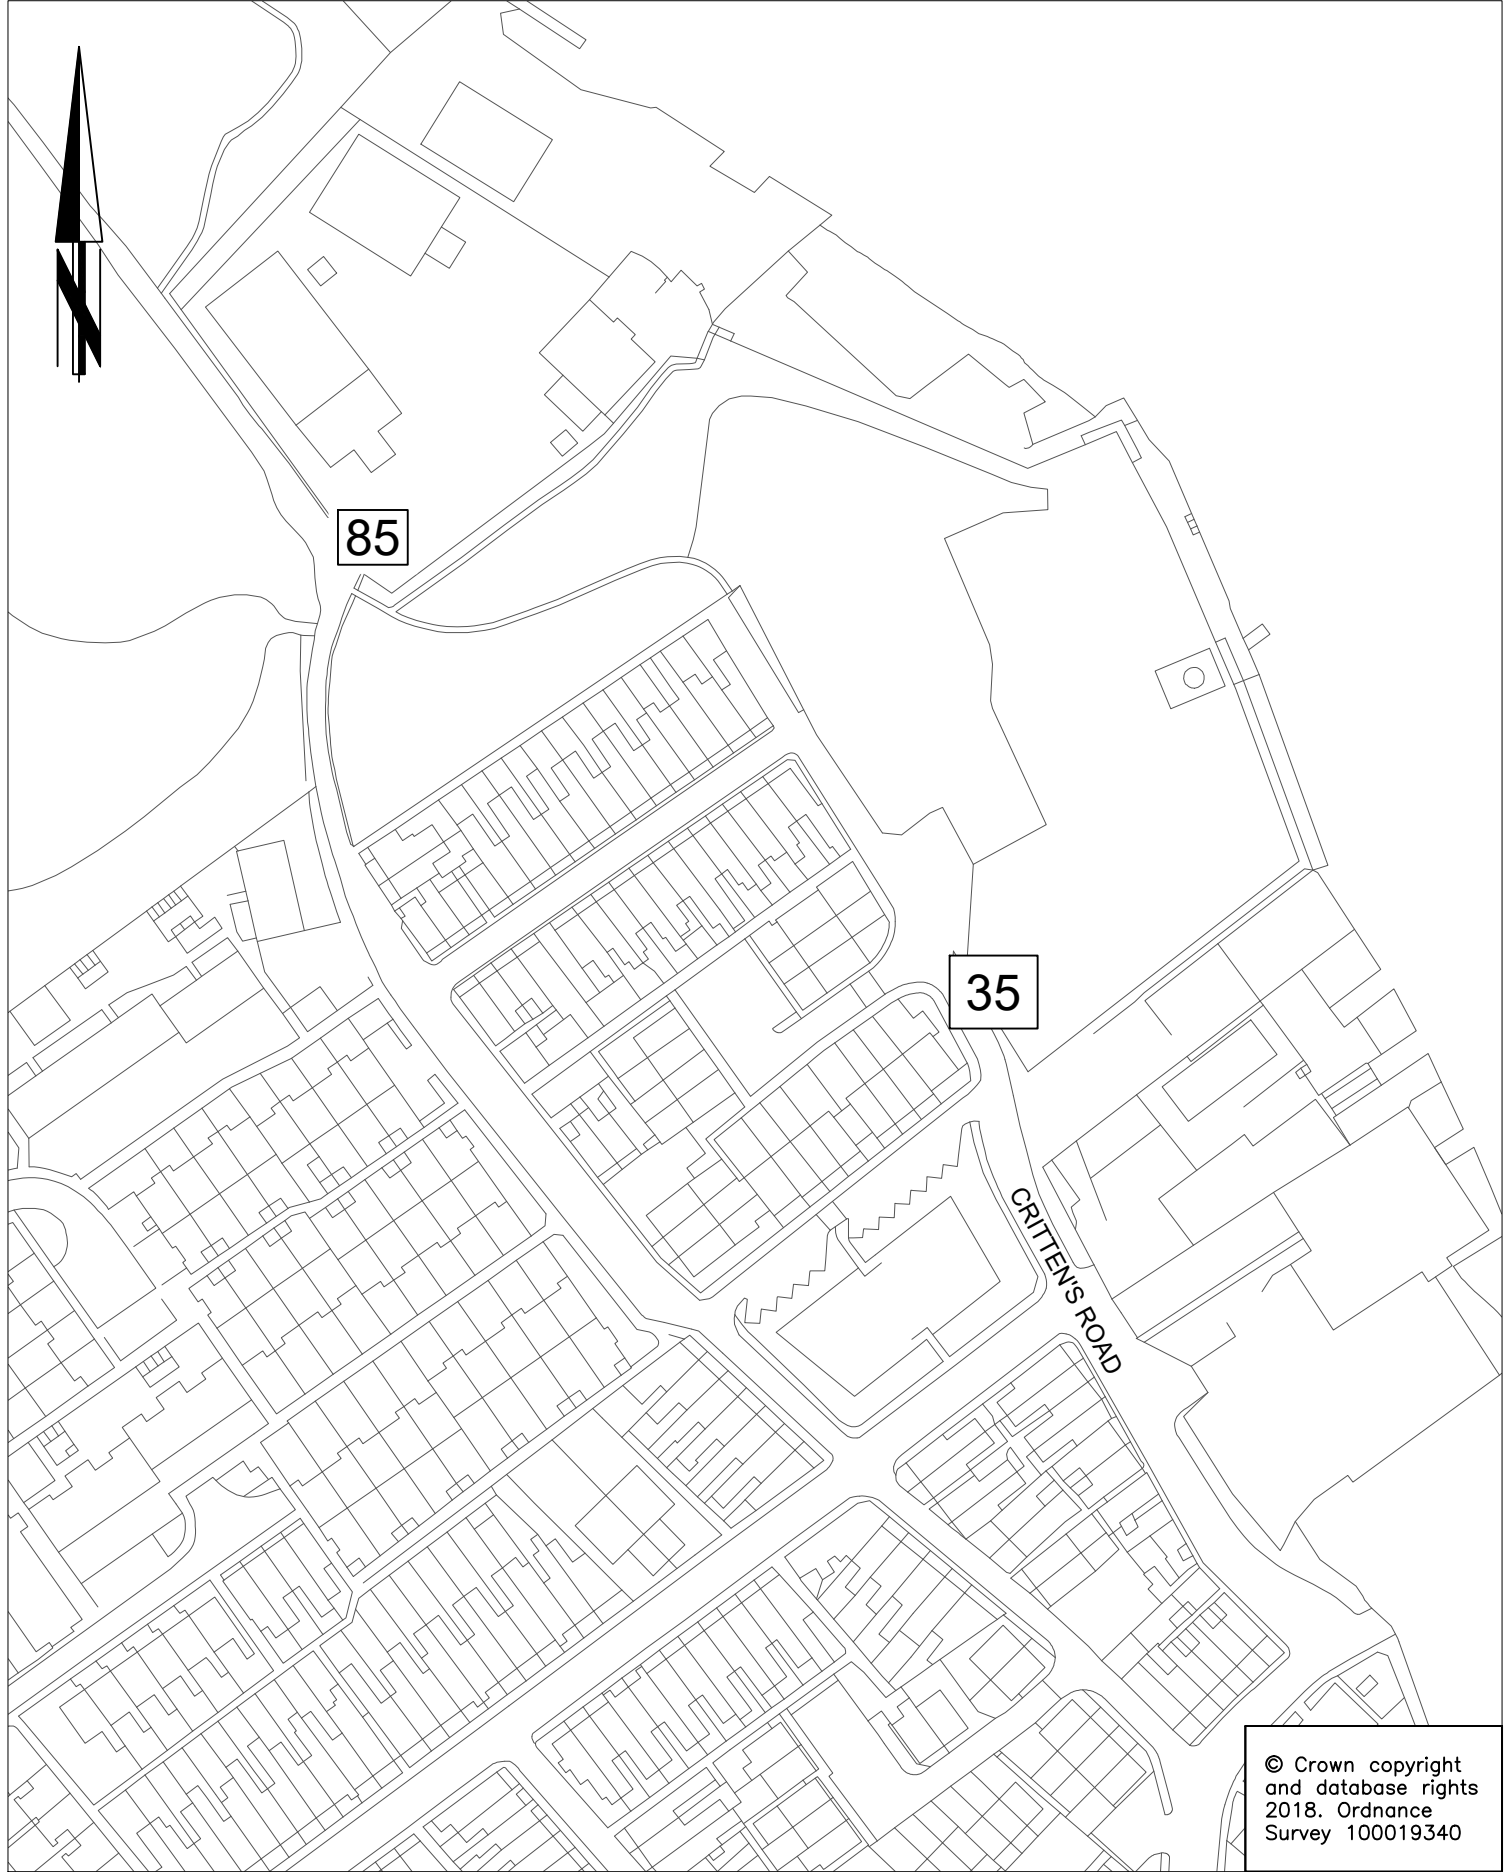 N
85
35
CRITTEN'S ROAD
© Crown copyright
and database rights
2018. Ordnance
Survey 100019340